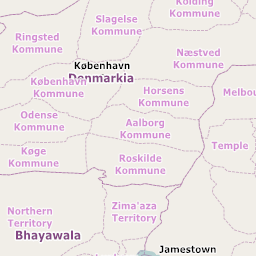 Kolding
Kommune
Slagelse
Kommune
Ringsted
Kommune
Næstved
Kommune
København
Denmarkia
København
Kommune
Horsens
Kommune
Melbou
Odense
Kommune
Aalborg
Kommune
Temple
Køge
Kommune
Roskilde
Kommune
Zima'aza
Territory
Northern
Territory
Bhayawala
Jamestown